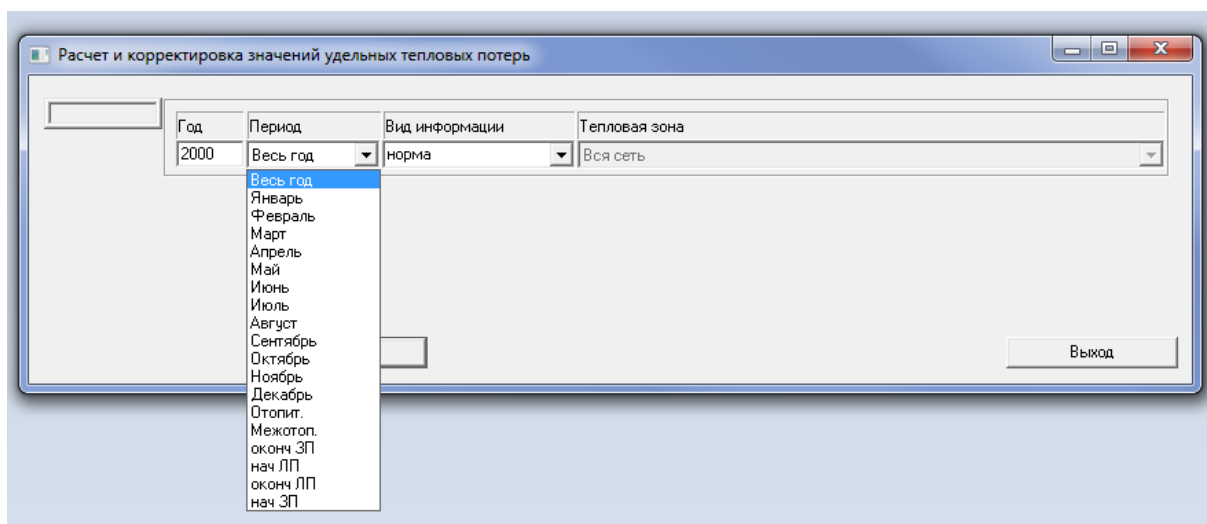 Расчет и корректировка значений удельных тепловых потерь
Год Период Вид информации Тепловая зона
2000 Весь год норма Вся сеть
Весь год
Январь
Февраль
Март
Апрель
Май
Июнь
Июль
Август
Сентябрь
Октябрь
Ноябрь
Декабрь
Отопит.
Межотоп.
оконч ЗП
нач ЛП
оконч ЛП
нач ЗП
Выход